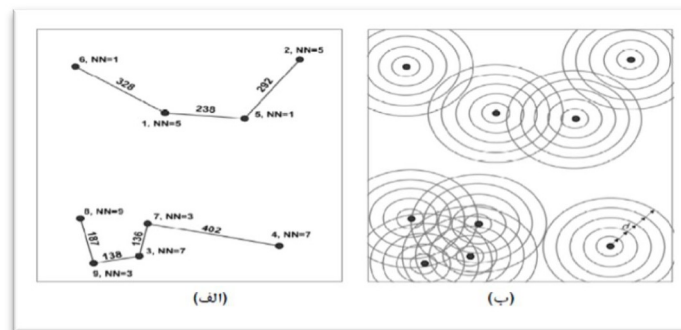 2, NN=5
6, NN=1
328
292
238
1, NN=5
5, NN=1
8, NN=9
7, NN=3
402
187
136
4, NN=7
138
3, NN=7
9, NN=3
d
(الف)
(ب)